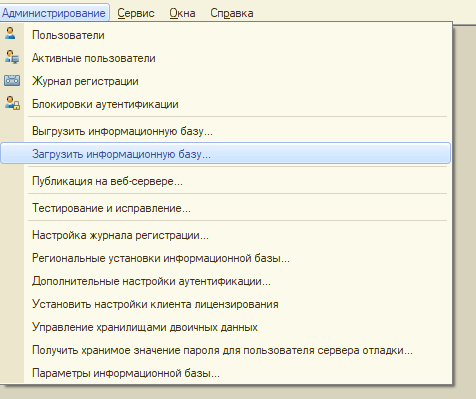 Администрирование Сервис Окна Справка
Пользователи
Активные пользователи
Журнал регистрации
Блокировки аутентификации
Выгрузить информационную базу...
Загрузить информационную базу...
Публикация на веб-сервере...
Тестирование и исправление...
Настройка журнала регистрации...
Региональные установки информационной базы...
Дополнительные настройки аутентификации...
Установить настройки клиента лицензирования
Управление хранилищами двоичных данных
Получить хранимое значение пароля для пользователя сервера отладки...
Параметры информационной базы...